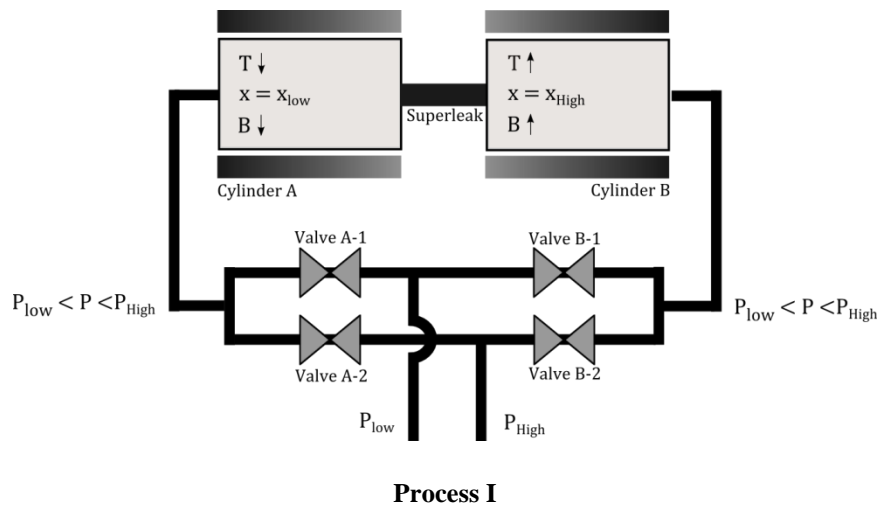 T ↓
x = x_low
B ↓
T ↑
x = x_High
B ↑
Superleak
Cylinder A
Cylinder B
Valve A-1
Valve B-1
P_low < P <P_High
P_low < P <P_High
Valve A-2
Valve B-2
P_low
P_High
Process I